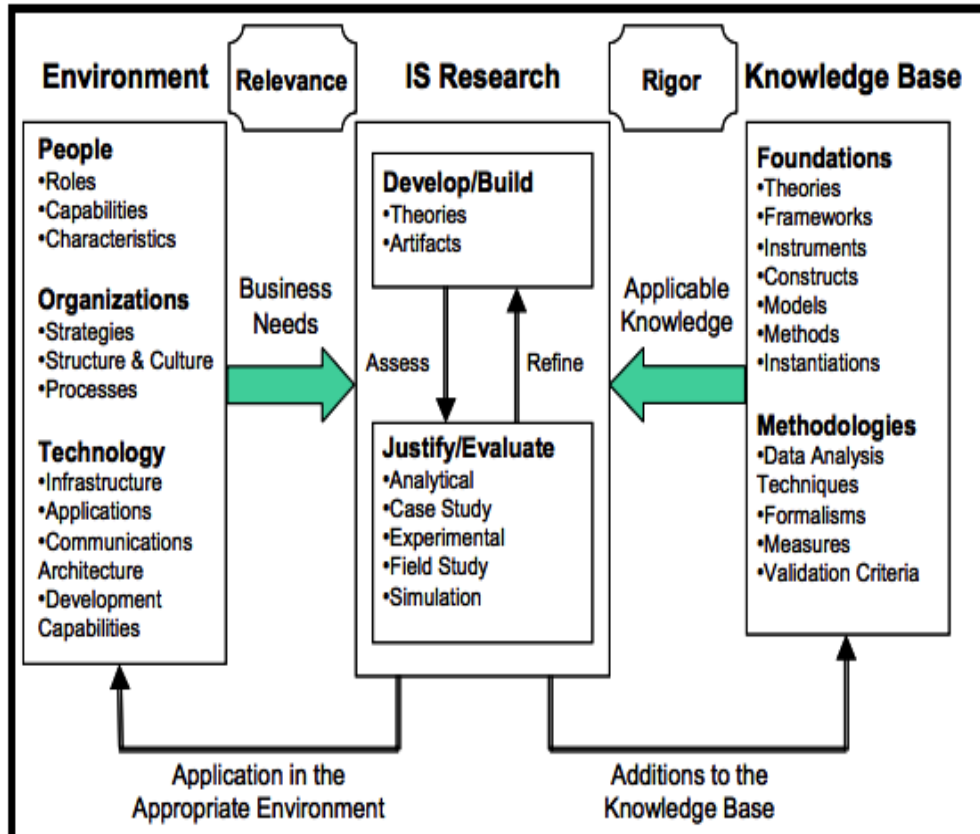 Environment
Relevance
IS Research
Rigor
Knowledge Base
People
•Roles
•Capabilities
•Characteristics
Organizations
•Strategies
•Structure & Culture
•Processes
Technology
•Infrastructure
•Applications
•Communications
Architecture
•Development
Capabilities
Business
Needs
Develop/Build
•Theories
•Artifacts
Assess
Refine
Justify/Evaluate
•Analytical
•Case Study
•Experimental
•Field Study
•Simulation
Applicable
Knowledge
Foundations
•Theories
•Frameworks
•Instruments
•Constructs
•Models
•Methods
•Instantiations
Methodologies
•Data Analysis
Techniques
•Formalisms
•Measures
•Validation Criteria
Application in the
Appropriate Environment
Additions to the
Knowledge Base